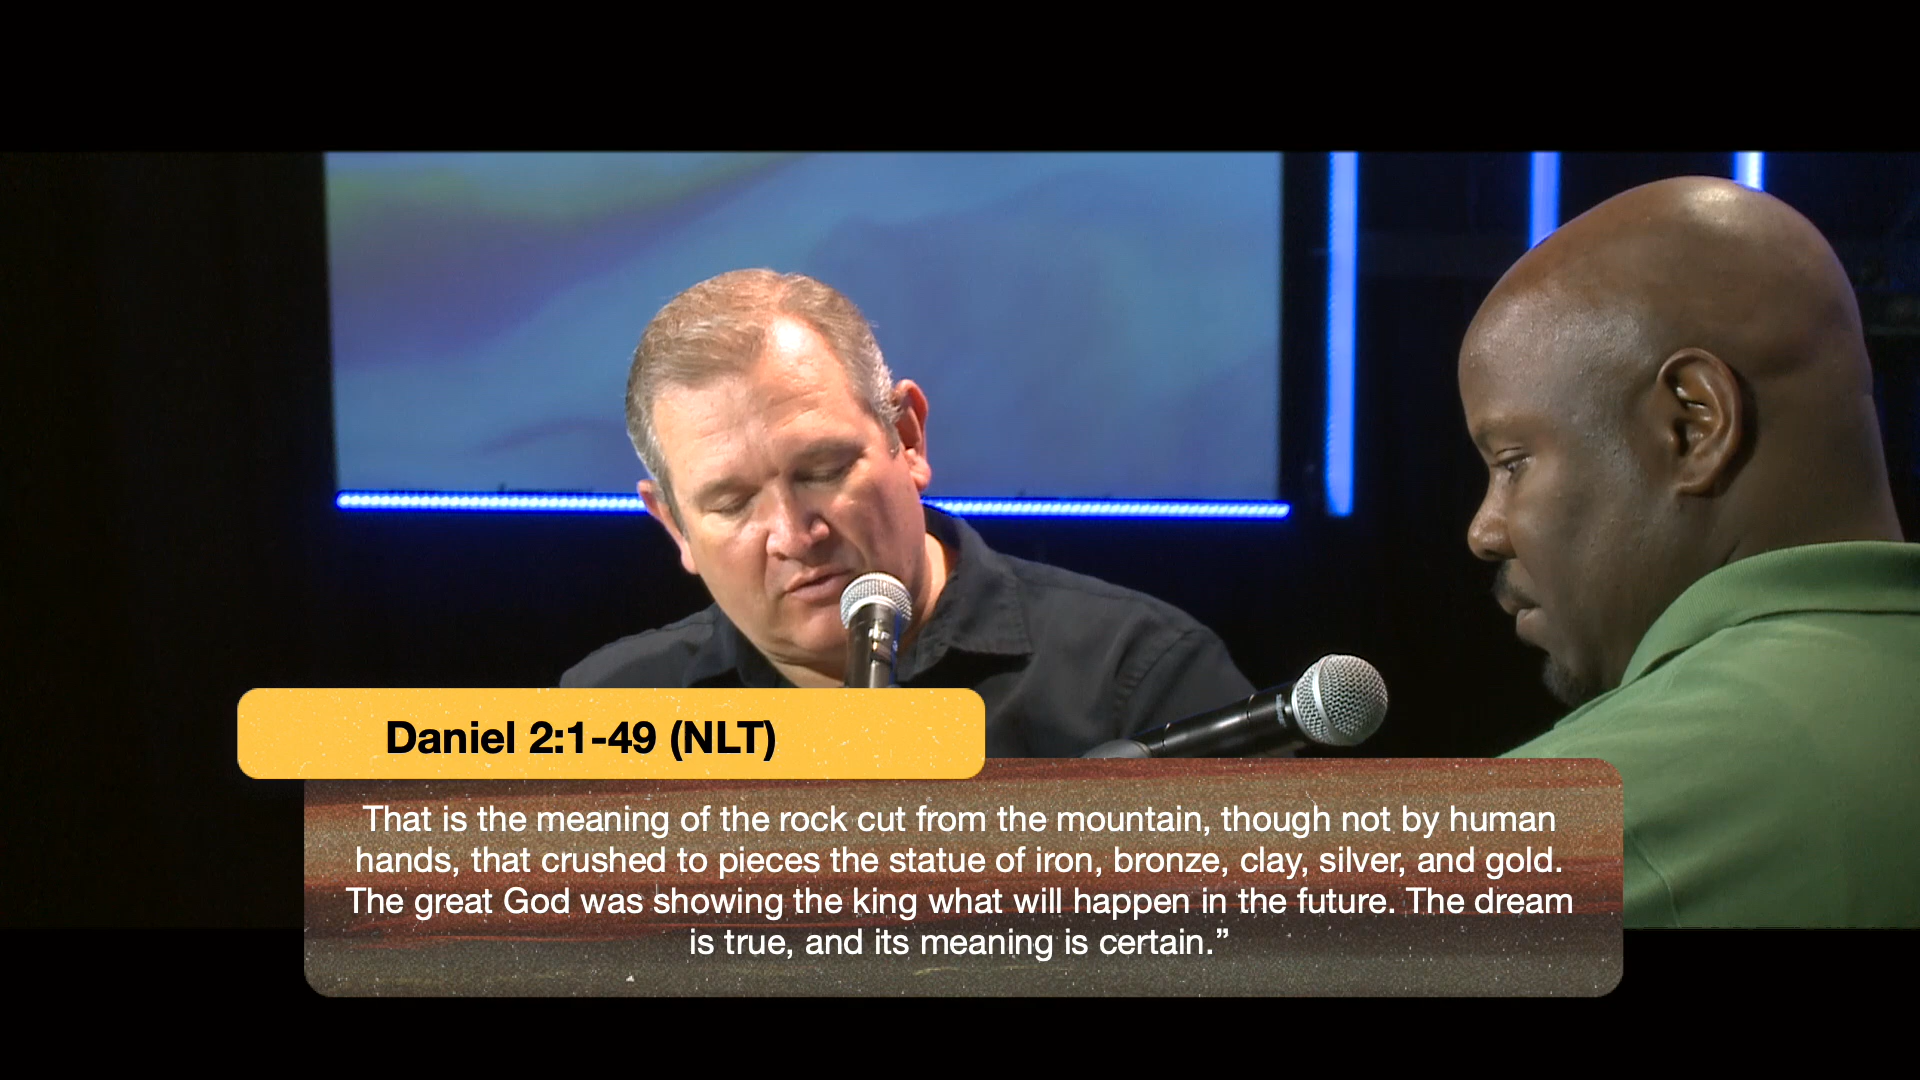 Daniel 2:1-49 (NLT)
That is the meaning of the rock cut from the mountain, though not by human
hands, that crushed to pieces the statue of iron, bronze, clay, silver, and gold.
The great God was showing the king what will happen in the future. The dream
is true, and its meaning is certain.”